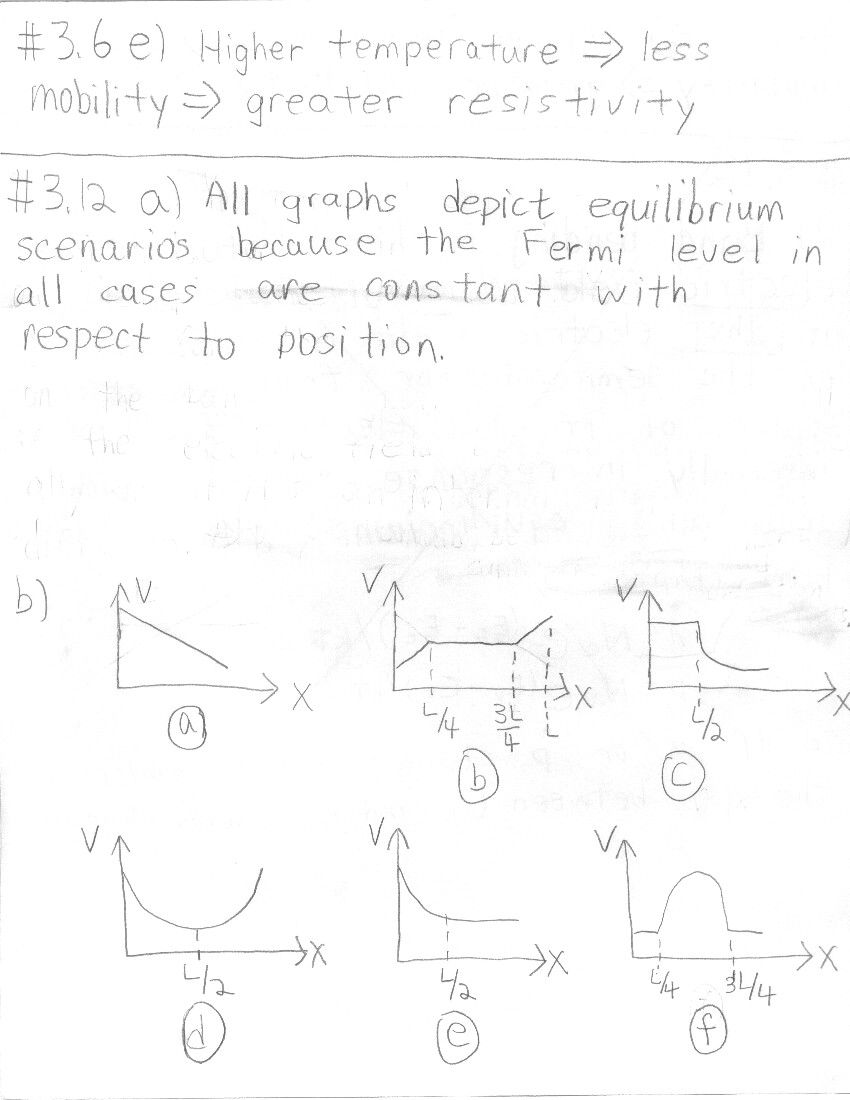 #3.6 e) Higher temperature ⇒ less
mobility ⇒ greater resistivity
#3.12 a) All graphs depict equilibrium
scenarios because the Fermi level in
all cases are constant with
respect to position.
b)
V
X
a
V
X
L/4
3L/4
L
b
V
X
L/2
c
V
X
L/2
d
V
X
L/2
e
V
X
L/4
3L/4
f